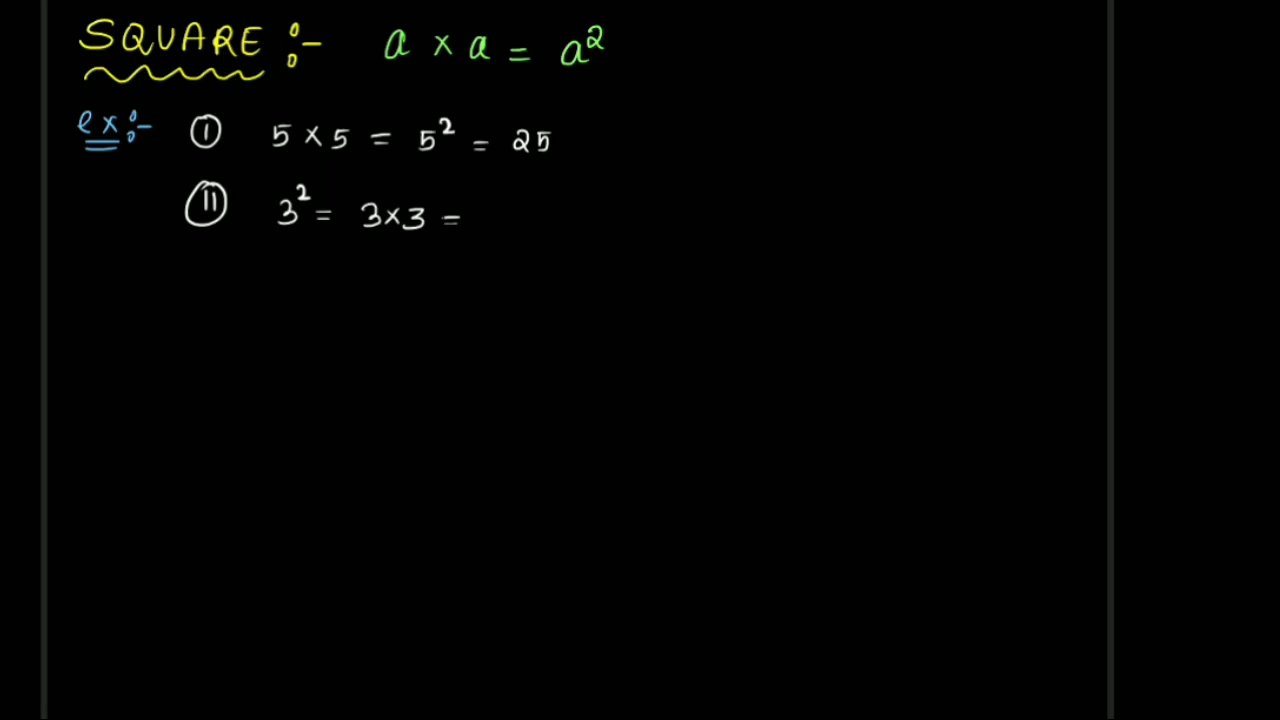 SQUARE :- a × a = a²
ex :- ① 5 × 5 = 5² = 25
⑪ 3² = 3×3 =